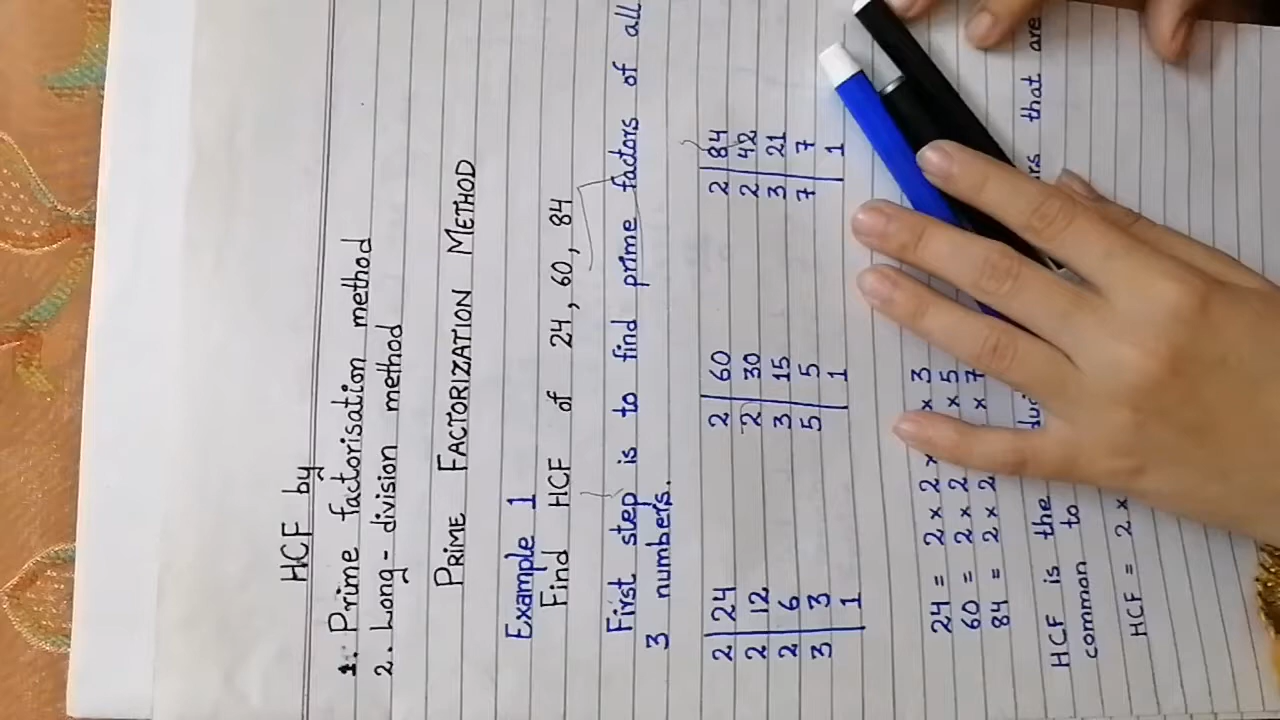 HCF by
1. Prime factorisation method
2. Long-division method
PRIME FACTORIZATION METHOD
Example 1
Find HCF of 24, 60, 84
First step is to find prime factors of all
3 numbers.
2 24 2 60 2 84
2 12 2 30 2 42
2 6 3 15 3 21
3 3 5 5 7 7
1 1 1
24 = 2 x 2 x x 3
60 = 2 x 2 x 5
84 = 2 x 2 x 7
HCF is the that are
common to
HCF = 2 x